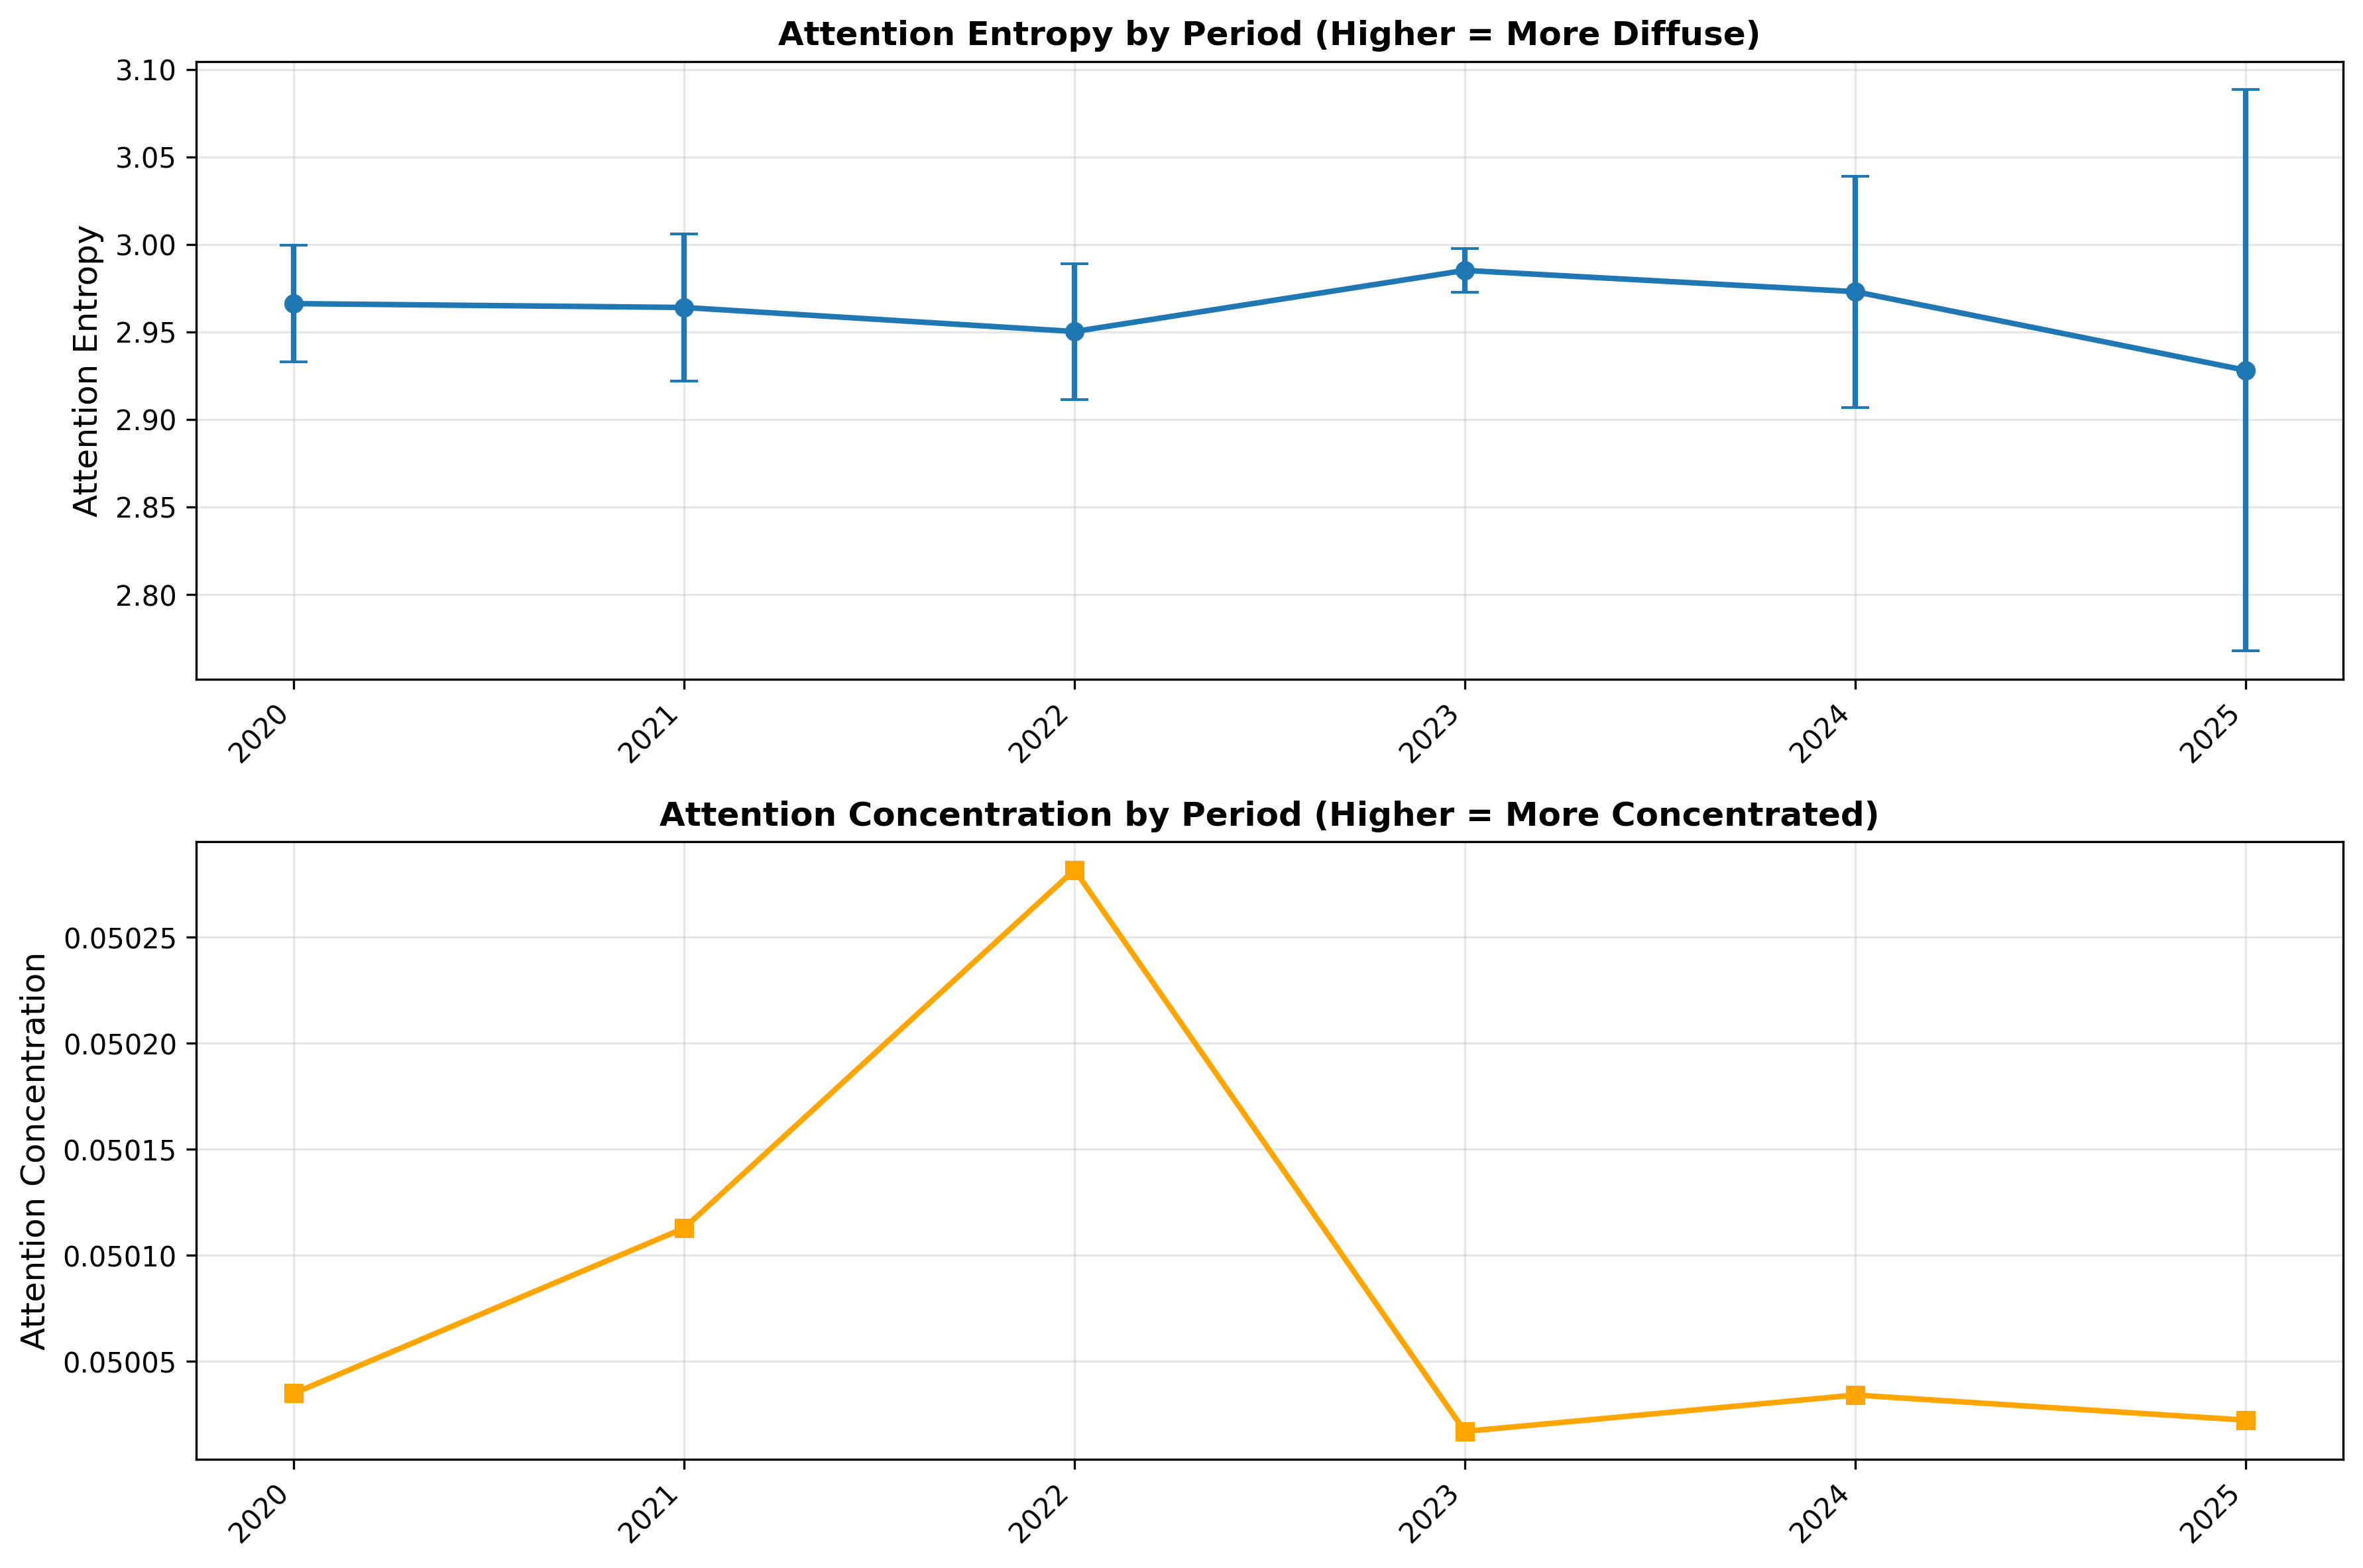 Attention Entropy by Period (Higher = More Diffuse)
Attention Entropy
3.10
3.05
3.00
2.95
2.90
2.85
2.80
2020 2021 2022 2023 2024 2025
Attention Concentration by Period (Higher = More Concentrated)
Attention Concentration
0.05025
0.05020
0.05015
0.05010
0.05005
2020 2021 2022 2023 2024 2025